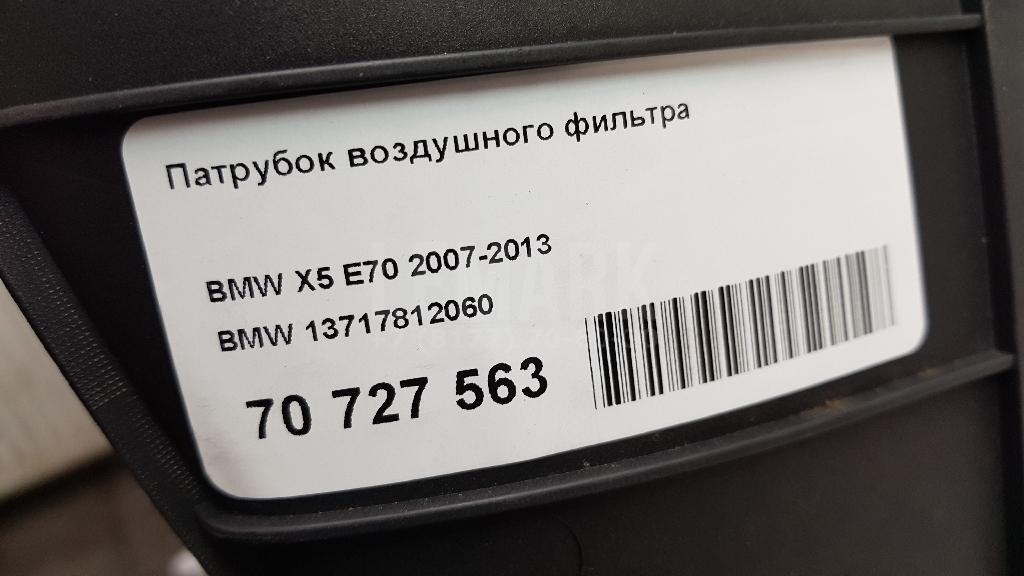 Патрубок воздушного фильтра
BMW X5 E70 2007-2013
BMW 13717812060
70 727 563